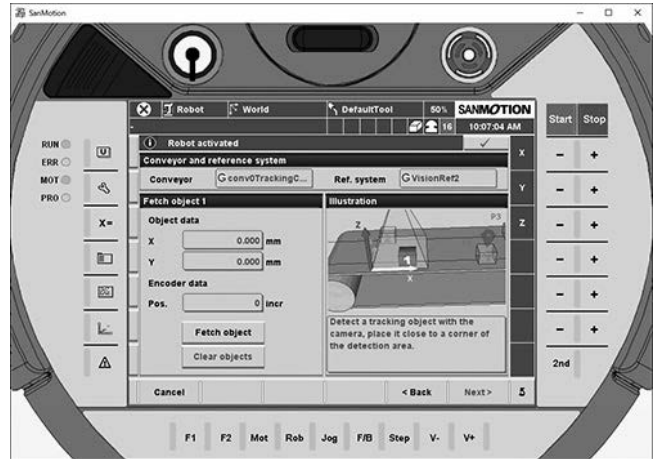 SanMotion
Robot World DefaultTool 50% SANMOTION
16 10:07:04 AM
Start Stop
Robot activated
RUN
ERR
MOT
PRO
Conveyor and reference system
X
Conveyor G conv0TrackingC... Ref. system G VisionRef2
Y
Fetch object 1
Illustration
Object data
X 0.000 mm
Y 0.000 mm
Encoder data
Pos. 0 incr
Fetch object
Clear objects
Z
P3
1
X
Z
Detect a tracking object with the
camera, place it close to a corner of
the detection area.
X=
- +
- +
- +
- +
- +
- +
2nd
Cancel < Back Next > 5
F1 F2 Mot Rob Jog F/B Step V- V+